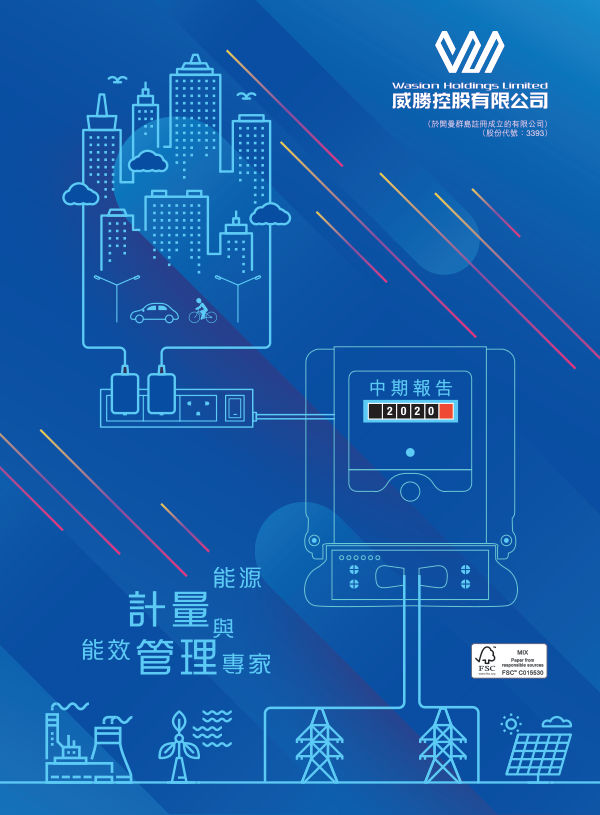 Wasion Holdings Limited
威勝控股有限公司
(於開曼群島註冊成立的有限公司)
(股份代號：3393)
中期報告
2020
能源
計量與
能效管理專家
FSC
MIX
Paper from
responsible sources
FSC™ C015530